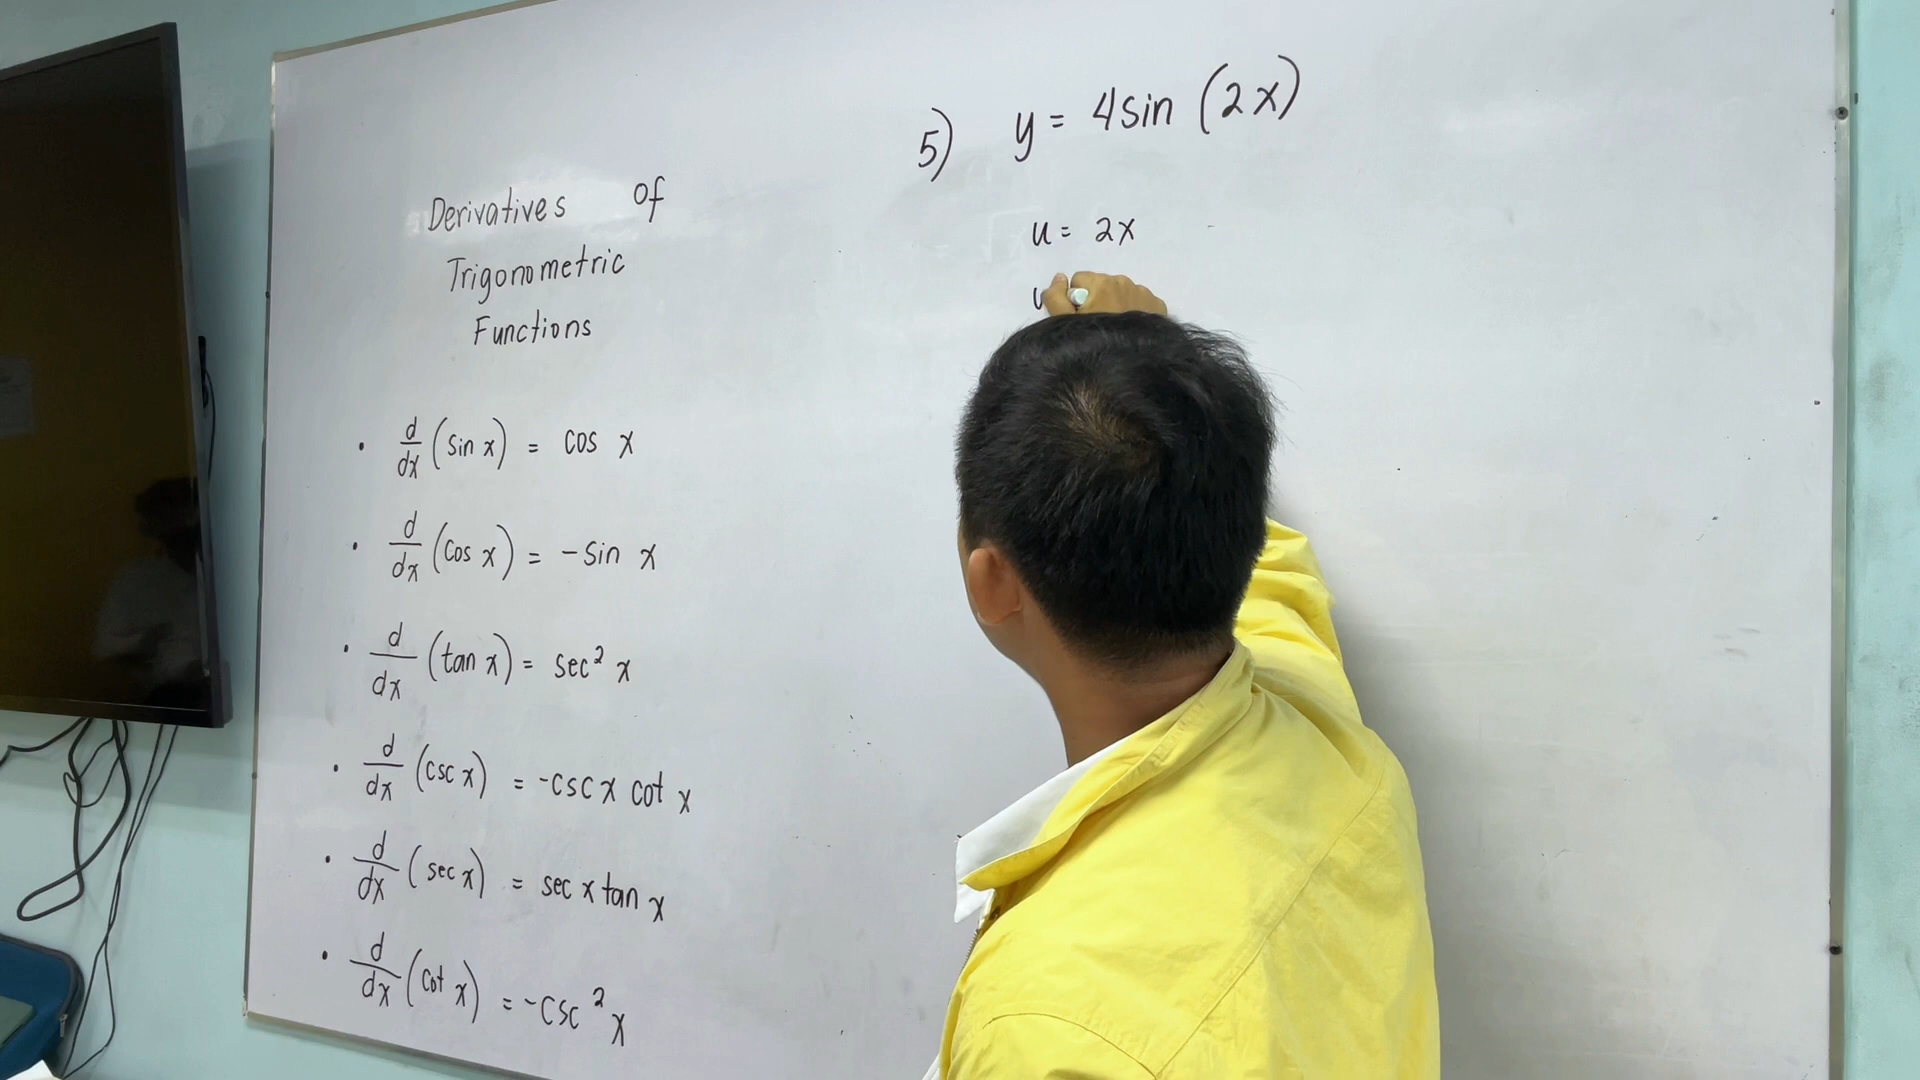 Derivatives of
Trigonometric
Functions
• d/dx (sin x) = cos x
• d/dx (cos x) = -sin x
• d/dx (tan x) = sec² x
• d/dx (csc x) = -csc x cot x
• d/dx (sec x) = sec x tan x
• d/dx (cot x) = -csc² x
5) y = 4sin (2x)
u = 2x